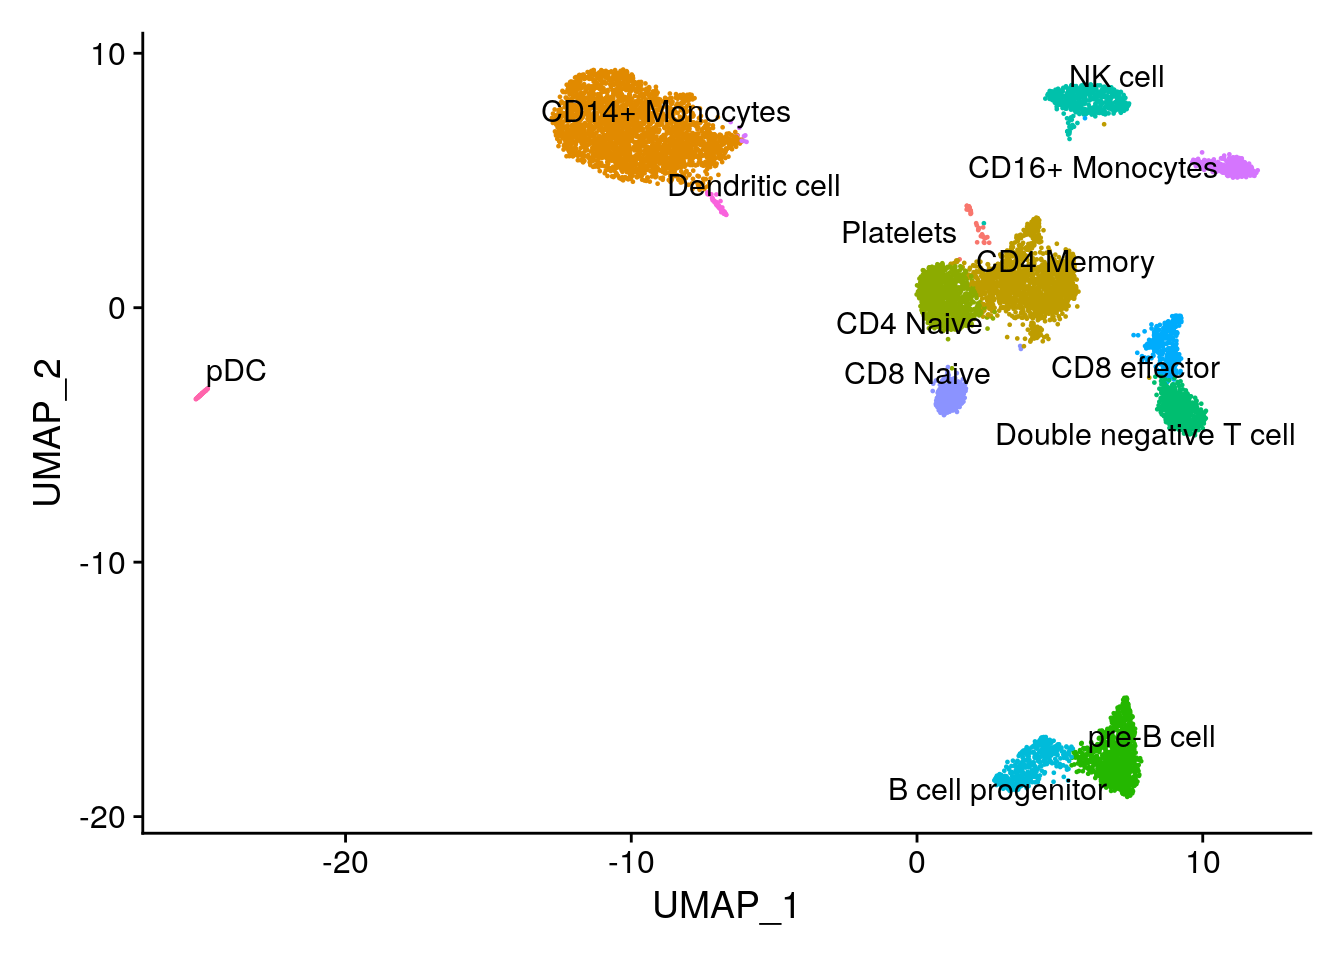 10
NK cell
CD14+ Monocytes
CD16+ Monocytes
Dendritic cell
Platelets
CD4 Memory
0
CD4 Naive
CD8 effector
pDC
CD8 Naive
Double negative T cell
UMAP_2
-10
pre-B cell
B cell progenitor
-20
-20 -10 0 10
UMAP_1